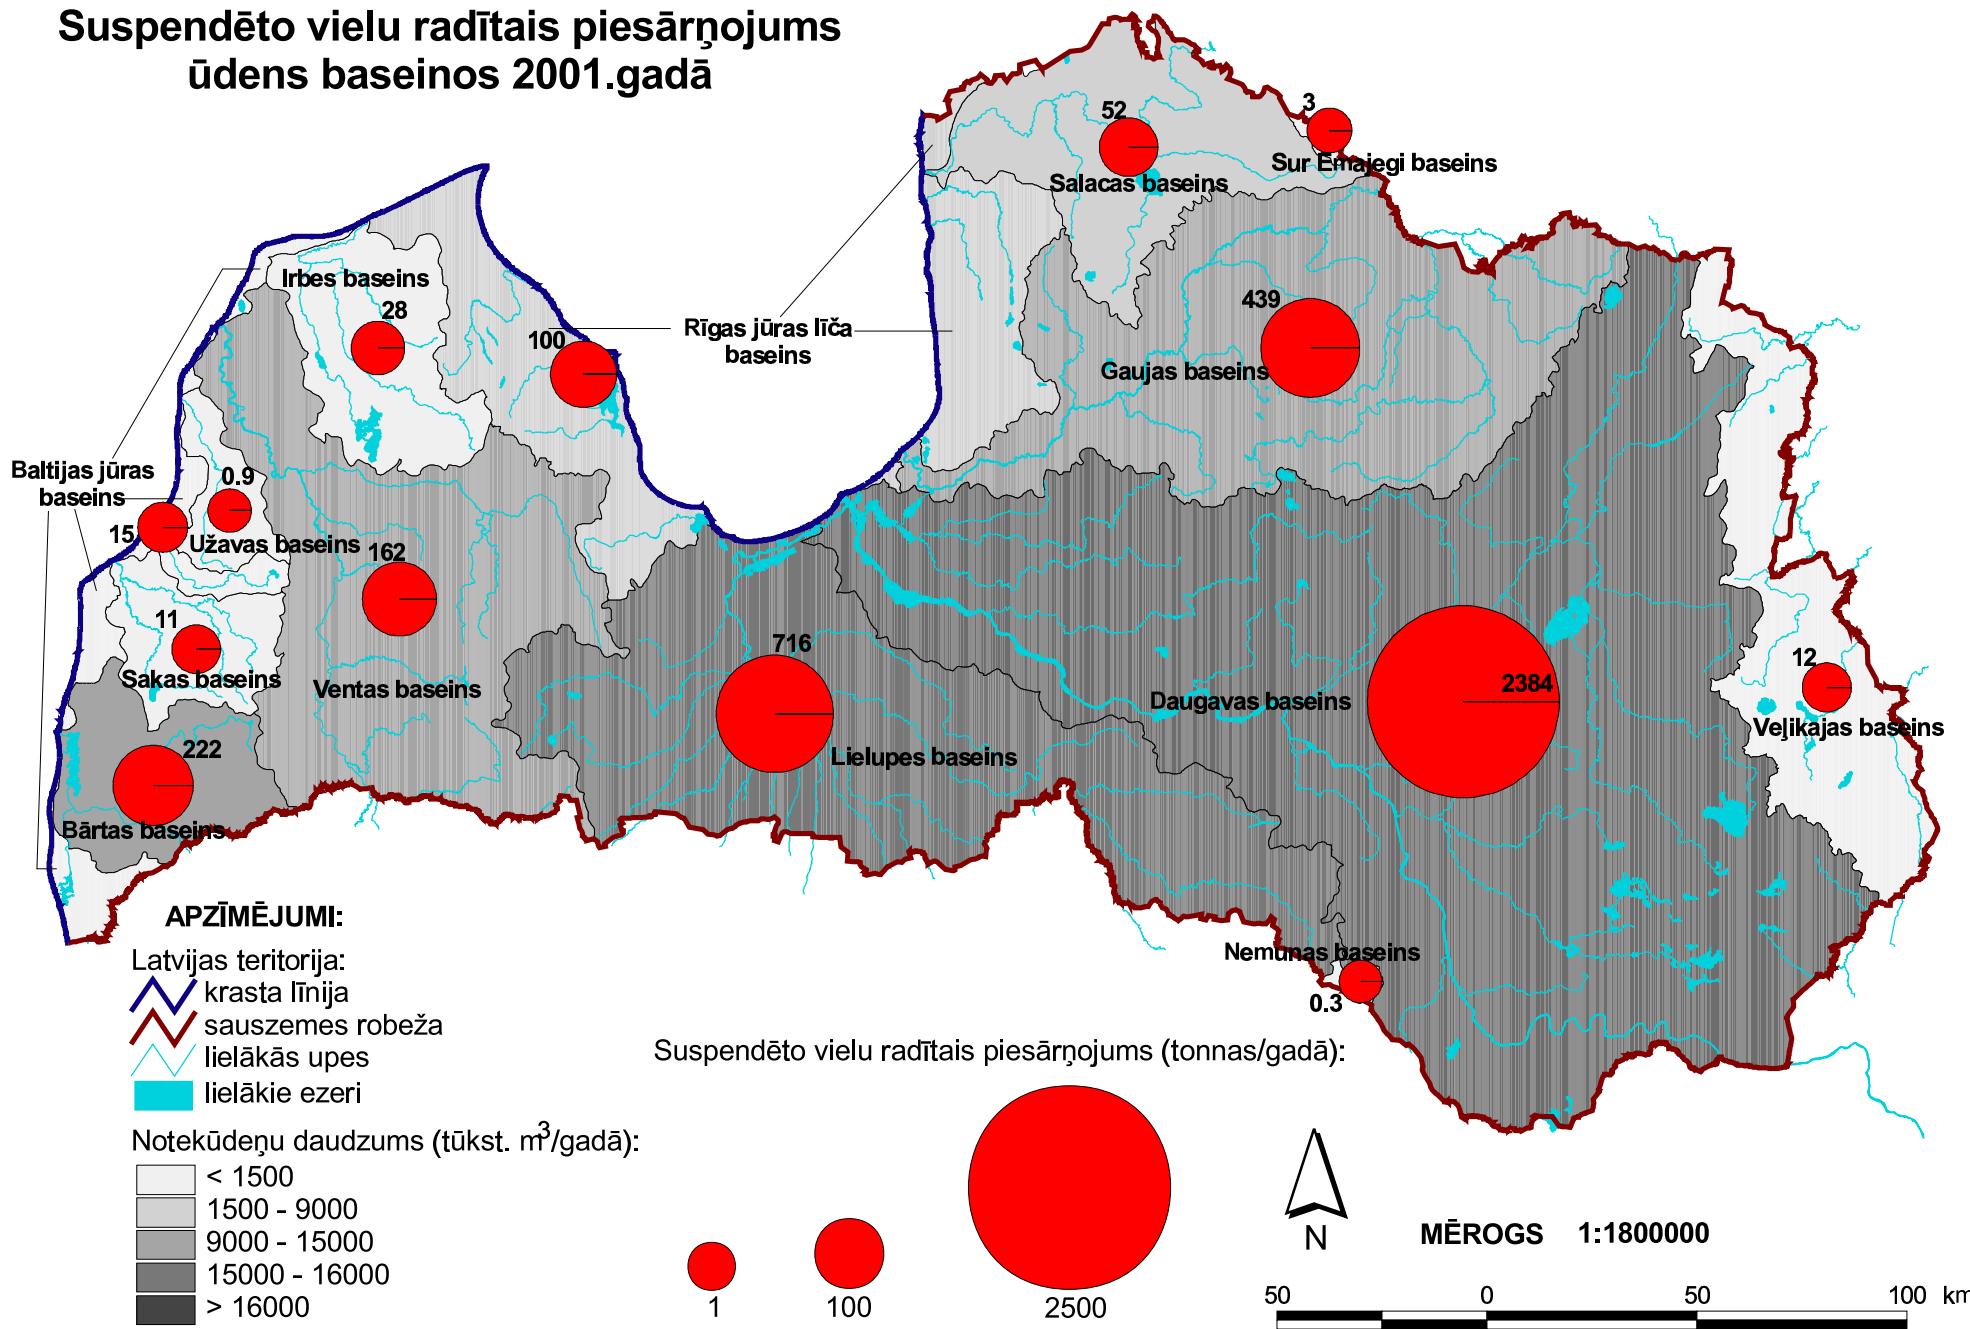 Suspendēto vielu radītais piesārņojums
ūdens baseinos 2001.gadā
52
3
Sur Emajegi baseins
Salacas baseins
Irbes baseins
28
439
100
Rīgas jūras līča
baseins
Gaujas baseins
Baltijas jūras
baseins
0.9
15
Užavas baseins
162
11
716
12
Sakas baseins
Ventas baseins
2384
Daugavas baseins
Veļikajas baseins
222
Lielupes baseins
Bārtas baseins
APZĪMĒJUMI:
Nemunas baseins
0.3
Latvijas teritorija:
krasta līnija
sauszemes robeža
lielākās upes
lielākie ezeri
Suspendēto vielu radītais piesārņojums (tonnas/gadā):
Notekūdeņu daudzums (tūkst. m³/gadā):
< 1500
1500 - 9000
9000 - 15000
15000 - 16000
> 16000
1
100
2500
N
MĒROGS 1:1800000
50 0 50 100 km